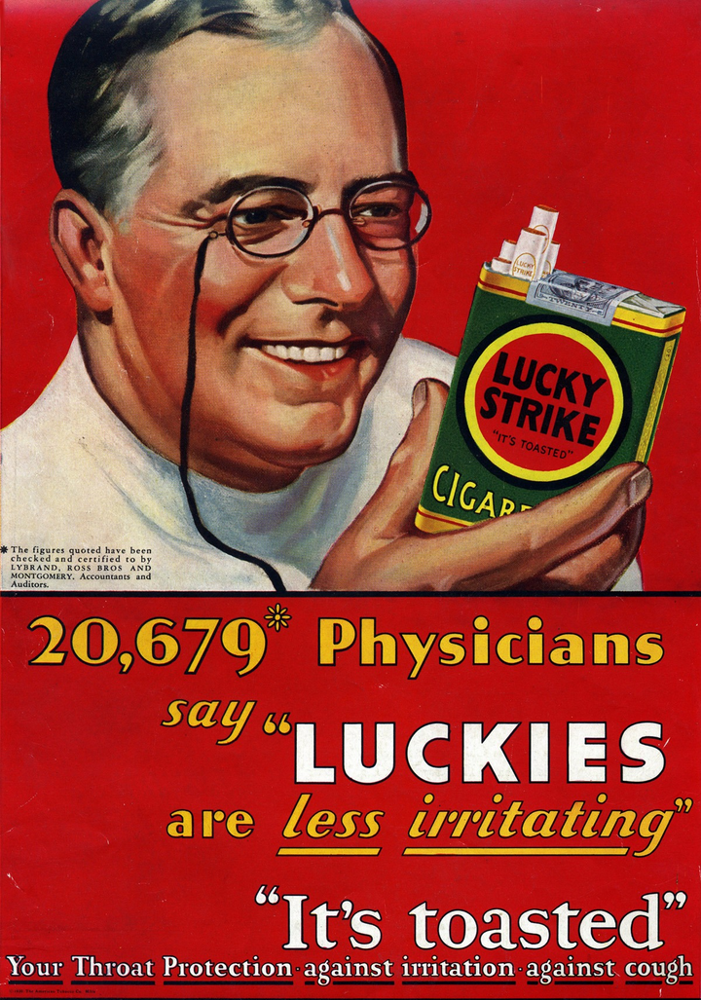 LUCKY
STRIKE
TWENTY
LUCKY
STRIKE
"IT'S TOASTED"
CIGARE
* The figures quoted have been
checked and certified to by
LYBRAND, ROSS BROS AND
MONTGOMERY. Accountants and
Auditors.
20,679* Physicians
say "LUCKIES
are less irritating"
"It's toasted"
Your Throat Protection · against irritation · against cough